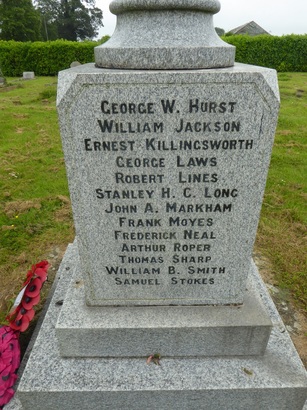 GEORGE W. HURST
WILLIAM JACKSON
ERNEST KILLINGSWORTH
GEORGE LAWS
ROBERT LINES
STANLEY H. C. LONG
JOHN A. MARKHAM
FRANK MOYES
FREDERICK NEAL
ARTHUR ROPER
THOMAS SHARP
WILLIAM B. SMITH
SAMUEL STOKES